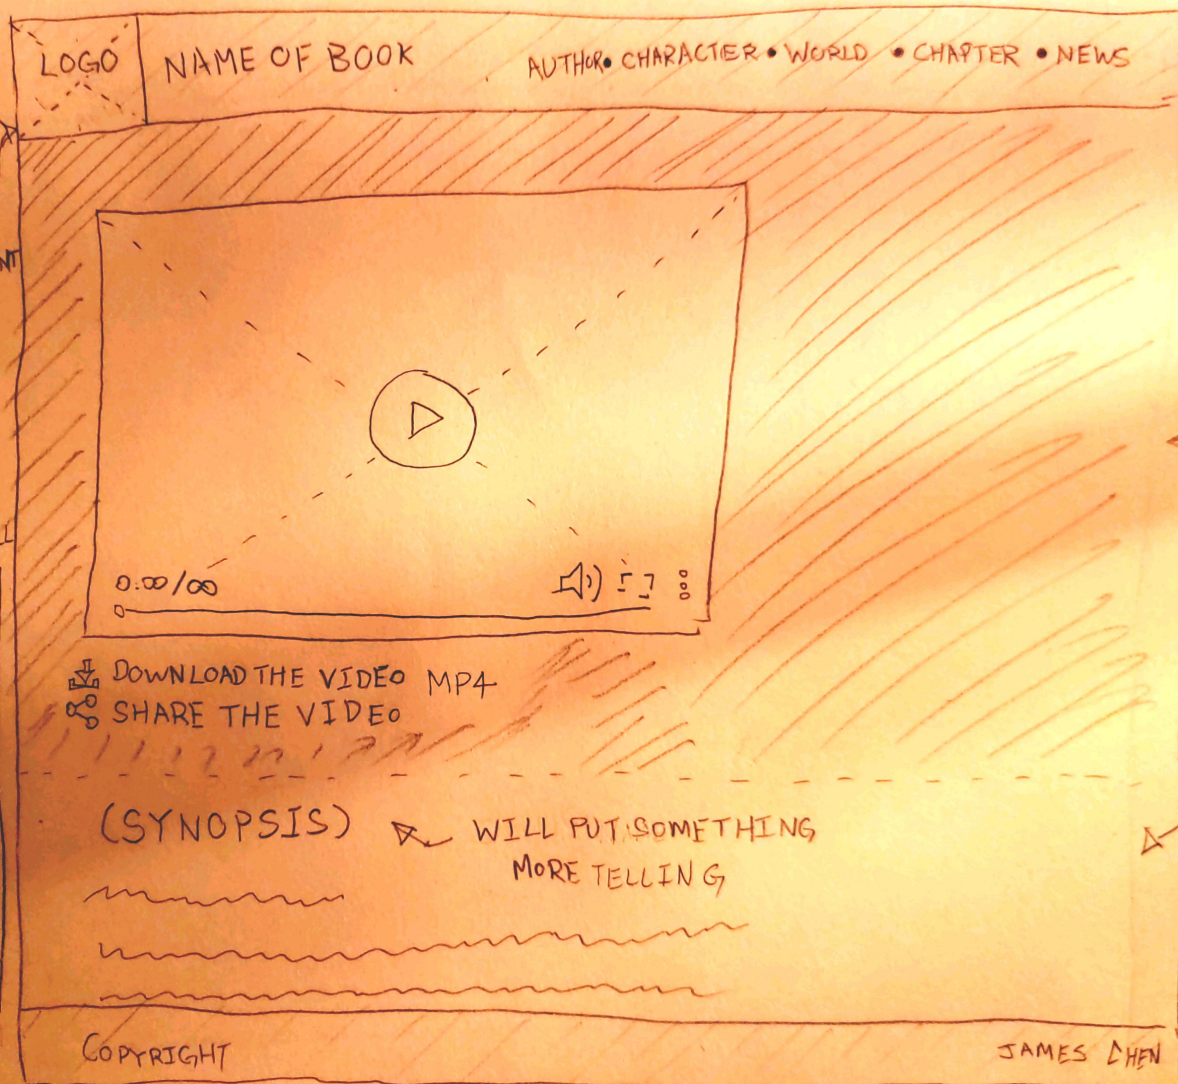 LOGO
NAME OF BOOK
AUTHOR • CHARACTER • WORLD • CHAPTER • NEWS
0:00/00
DOWNLOAD THE VIDEO MP4
SHARE THE VIDEO
(SYNOPSIS)
WILL PUT SOMETHING
MORE TELLING
COPYRIGHT
JAMES CHEN